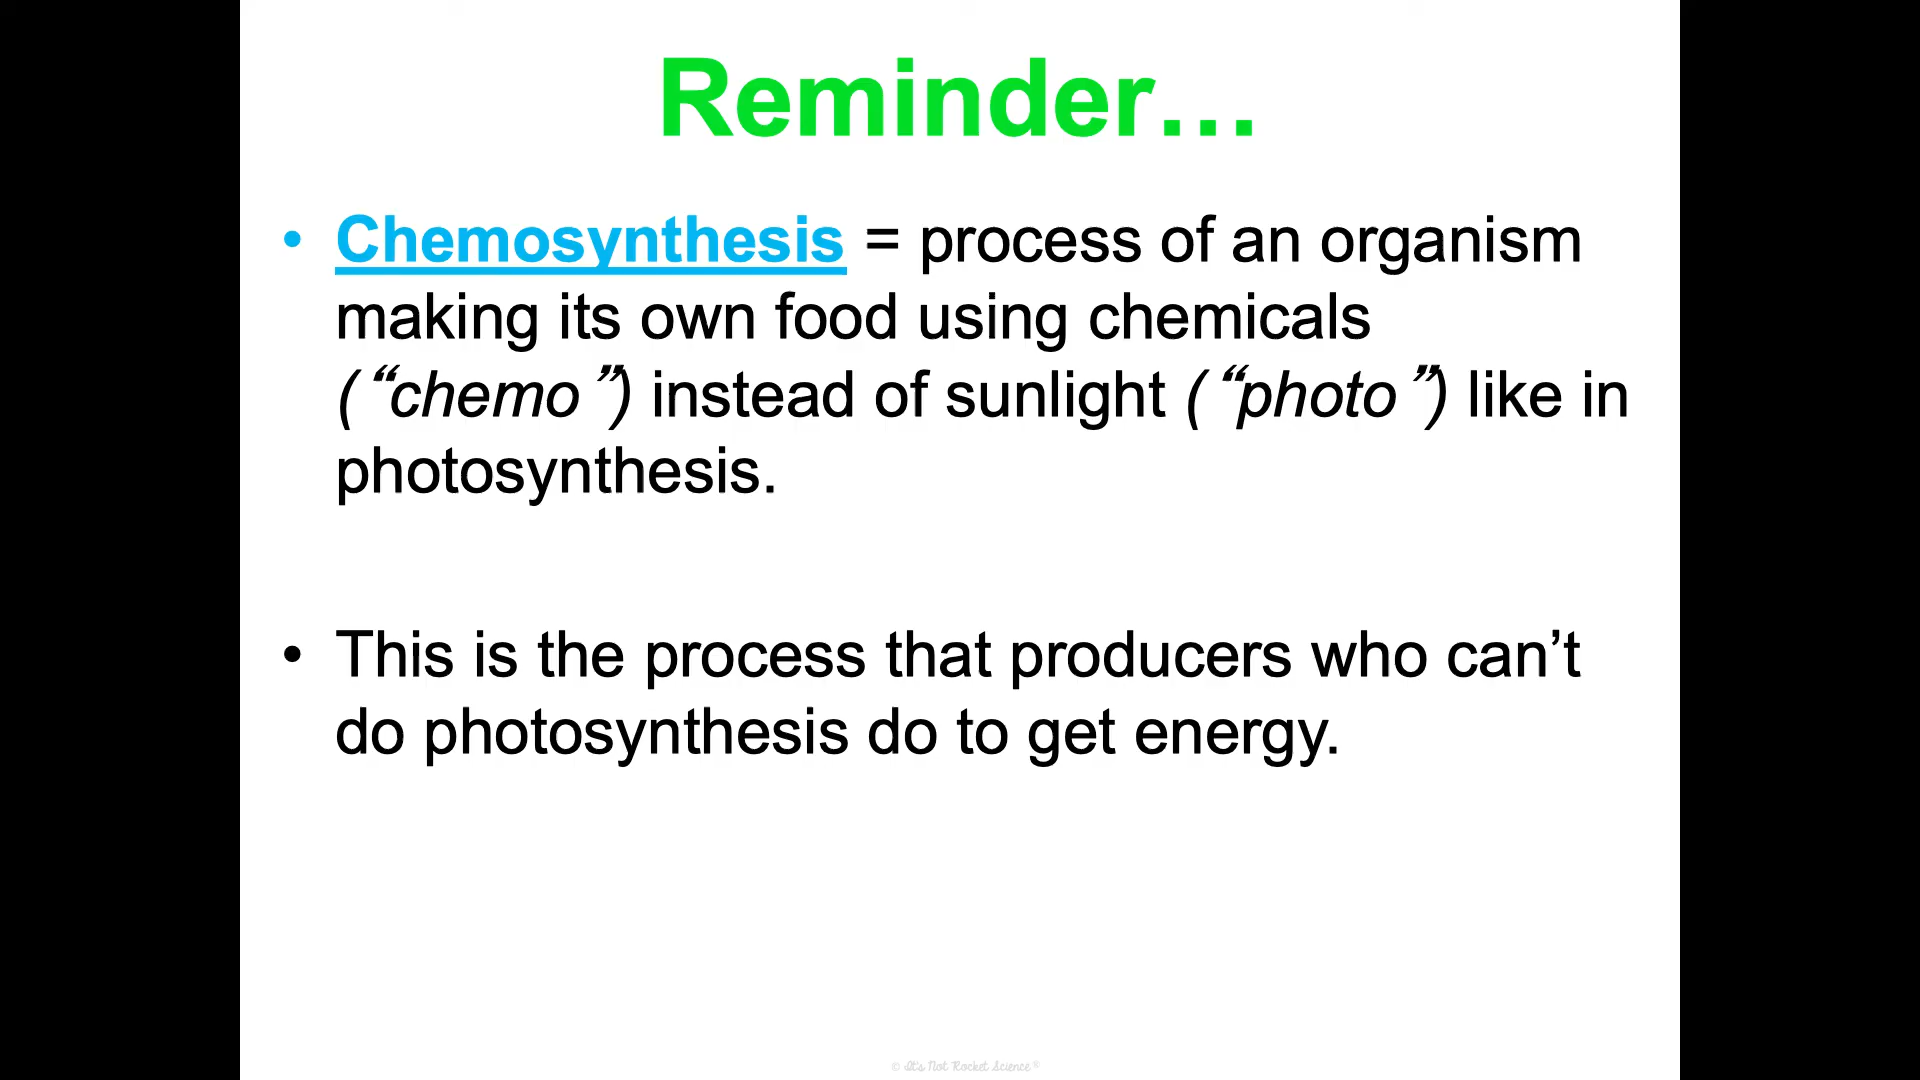 Reminder…
• Chemosynthesis = process of an organism
making its own food using chemicals
(“chemo”) instead of sunlight (“photo”) like in
photosynthesis.
• This is the process that producers who can’t
do photosynthesis do to get energy.
© It's Not Rocket Science®